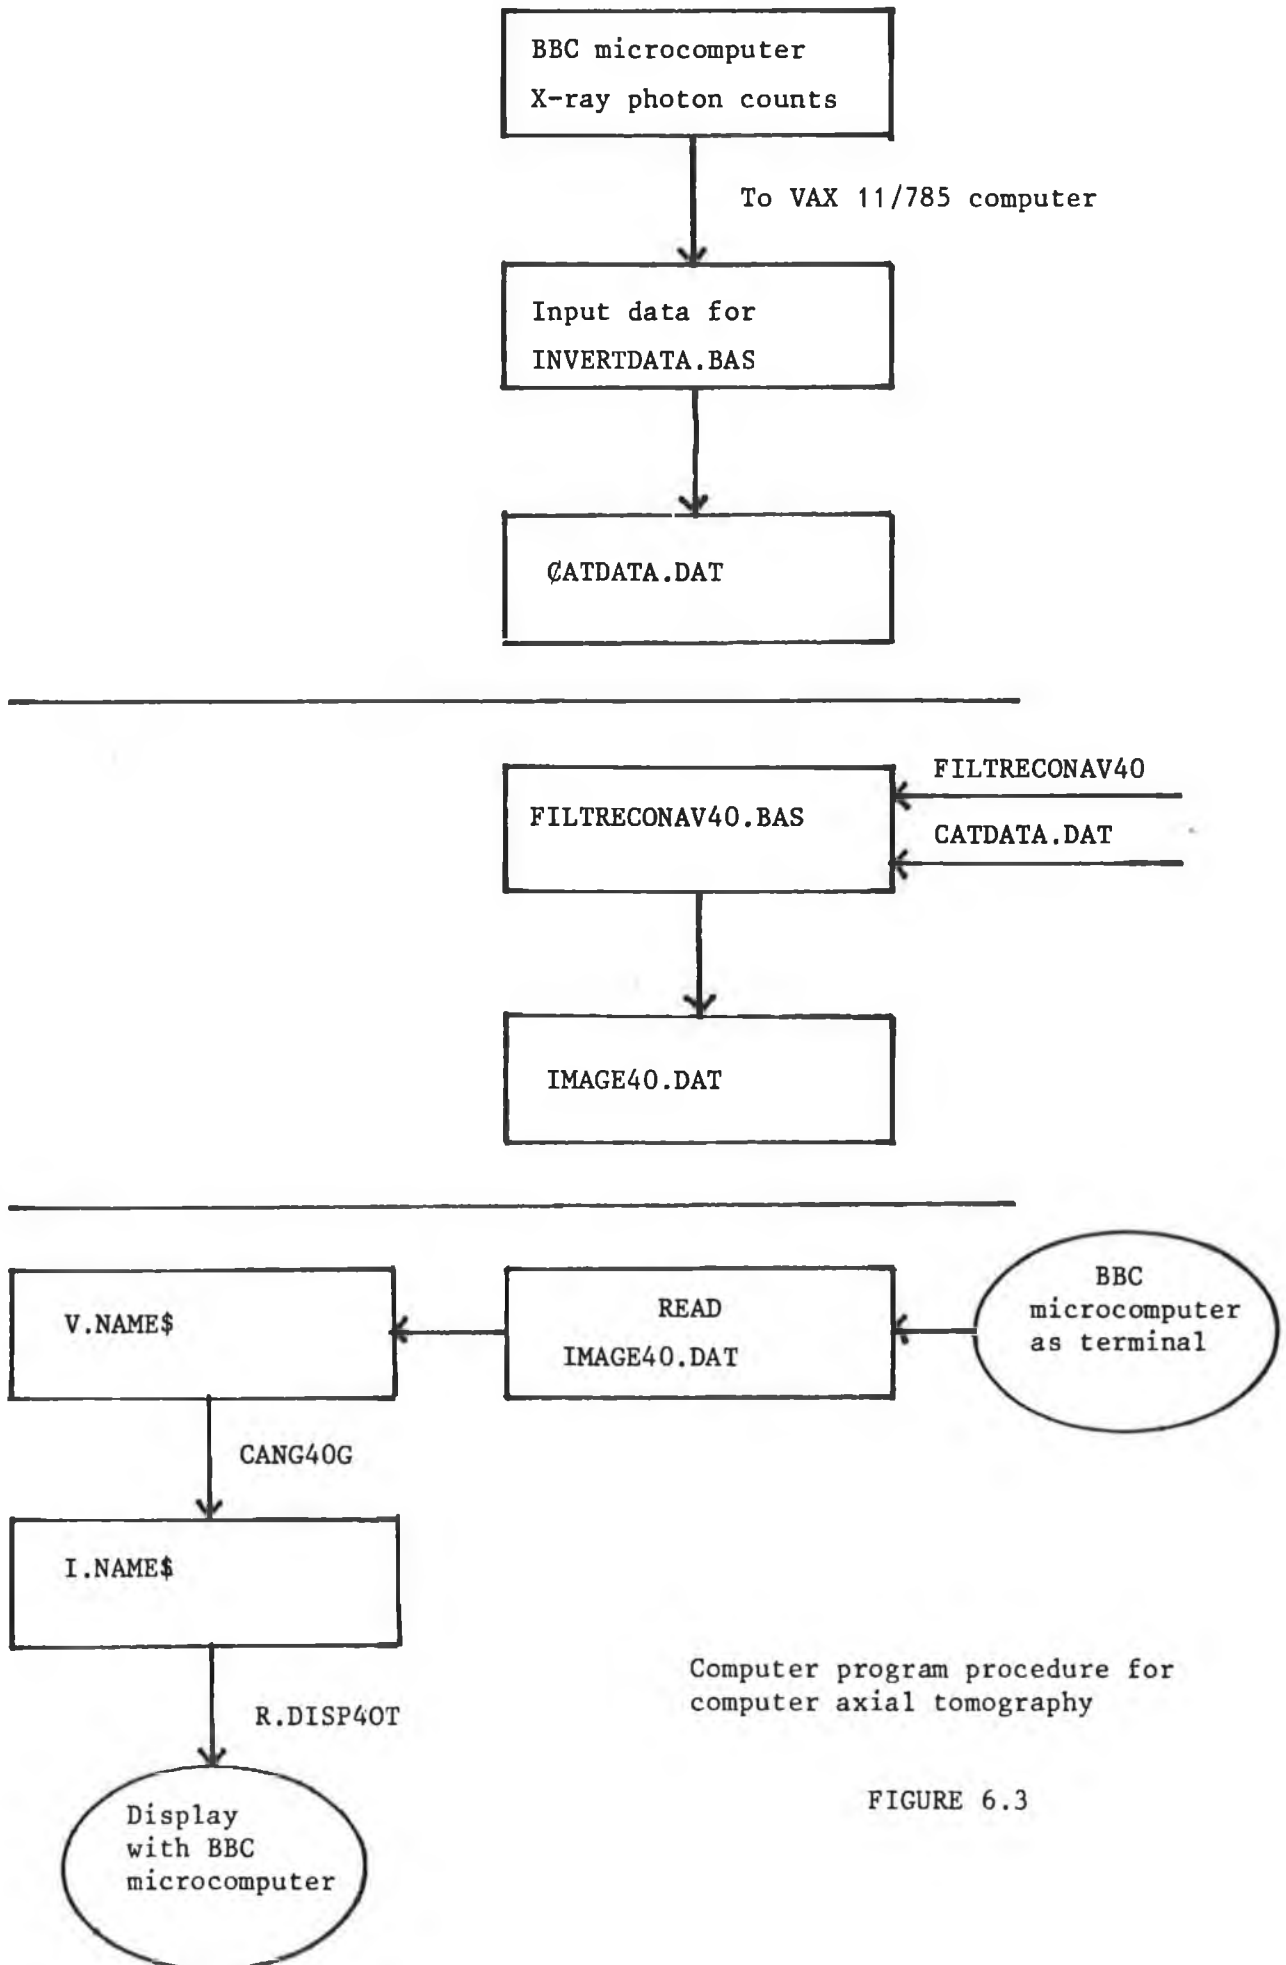 BBC microcomputer
X-ray photon counts
To VAX 11/785 computer
Input data for
INVERTDATA.BAS
CATDATA.DAT
FILTRECONAV40
FILTRECONAV40.BAS
CATDATA.DAT
IMAGE40.DAT
V.NAME$
READ
IMAGE40.DAT
BBC
microcomputer
as terminal
CANG40G
I.NAME$
R.DISP40T
Display
with BBC
microcomputer
Computer program procedure for
computer axial tomography
FIGURE 6.3